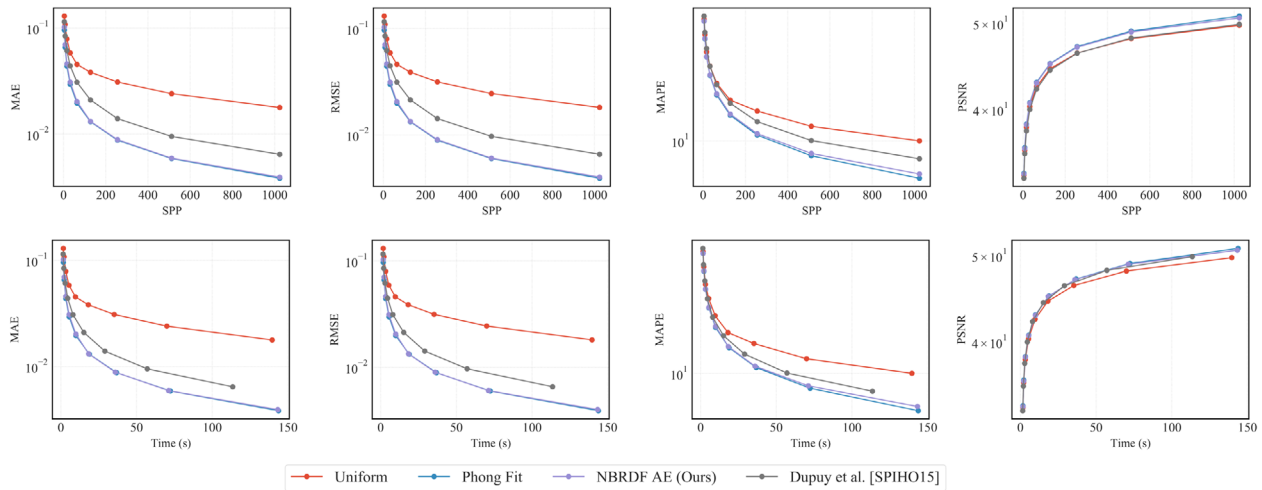 MAE
10⁻¹
10⁻²
0 200 400 600 800 1000
SPP
RMSE
10⁻¹
10⁻²
0 200 400 600 800 1000
SPP
MAPE
10¹
0 200 400 600 800 1000
SPP
PSNR
5 × 10¹
4 × 10¹
0 200 400 600 800 1000
SPP
MAE
10⁻¹
10⁻²
0 50 100 150
Time (s)
RMSE
10⁻¹
10⁻²
0 50 100 150
Time (s)
MAPE
10¹
0 50 100 150
Time (s)
PSNR
5 × 10¹
4 × 10¹
0 50 100 150
Time (s)
Uniform Phong Fit NBRDF AE (Ours) Dupuy et al. [SPIHO15]